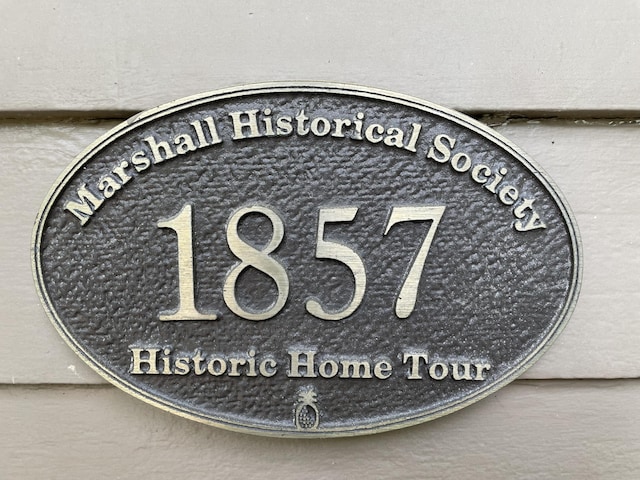 Marshall Historical Society
1857
Historic Home Tour